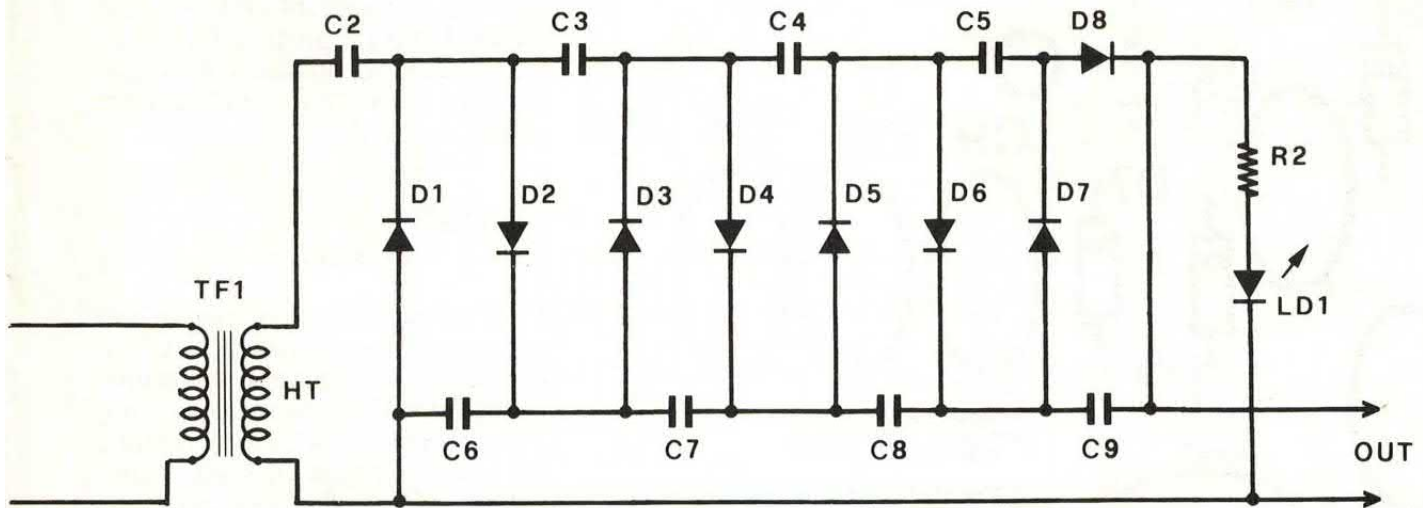 C2 C3 C4 C5 D8
R2
D1 D2 D3 D4 D5 D6 D7
TF1
LD1
HT
C6 C7 C8 C9
OUT